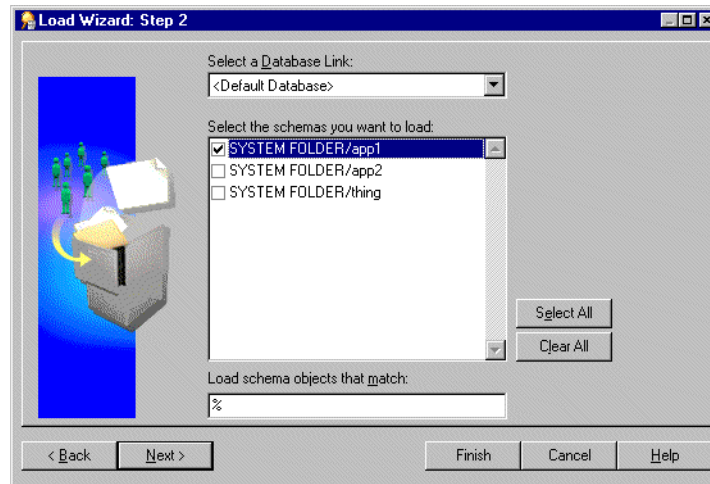 Load Wizard: Step 2
Select a Database Link:
<Default Database>
Select the schemas you want to load:
SYSTEM FOLDER/app1
SYSTEM FOLDER/app2
SYSTEM FOLDER/thing
Select All
Clear All
Load schema objects that match:
%
< Back Next > Finish Cancel Help